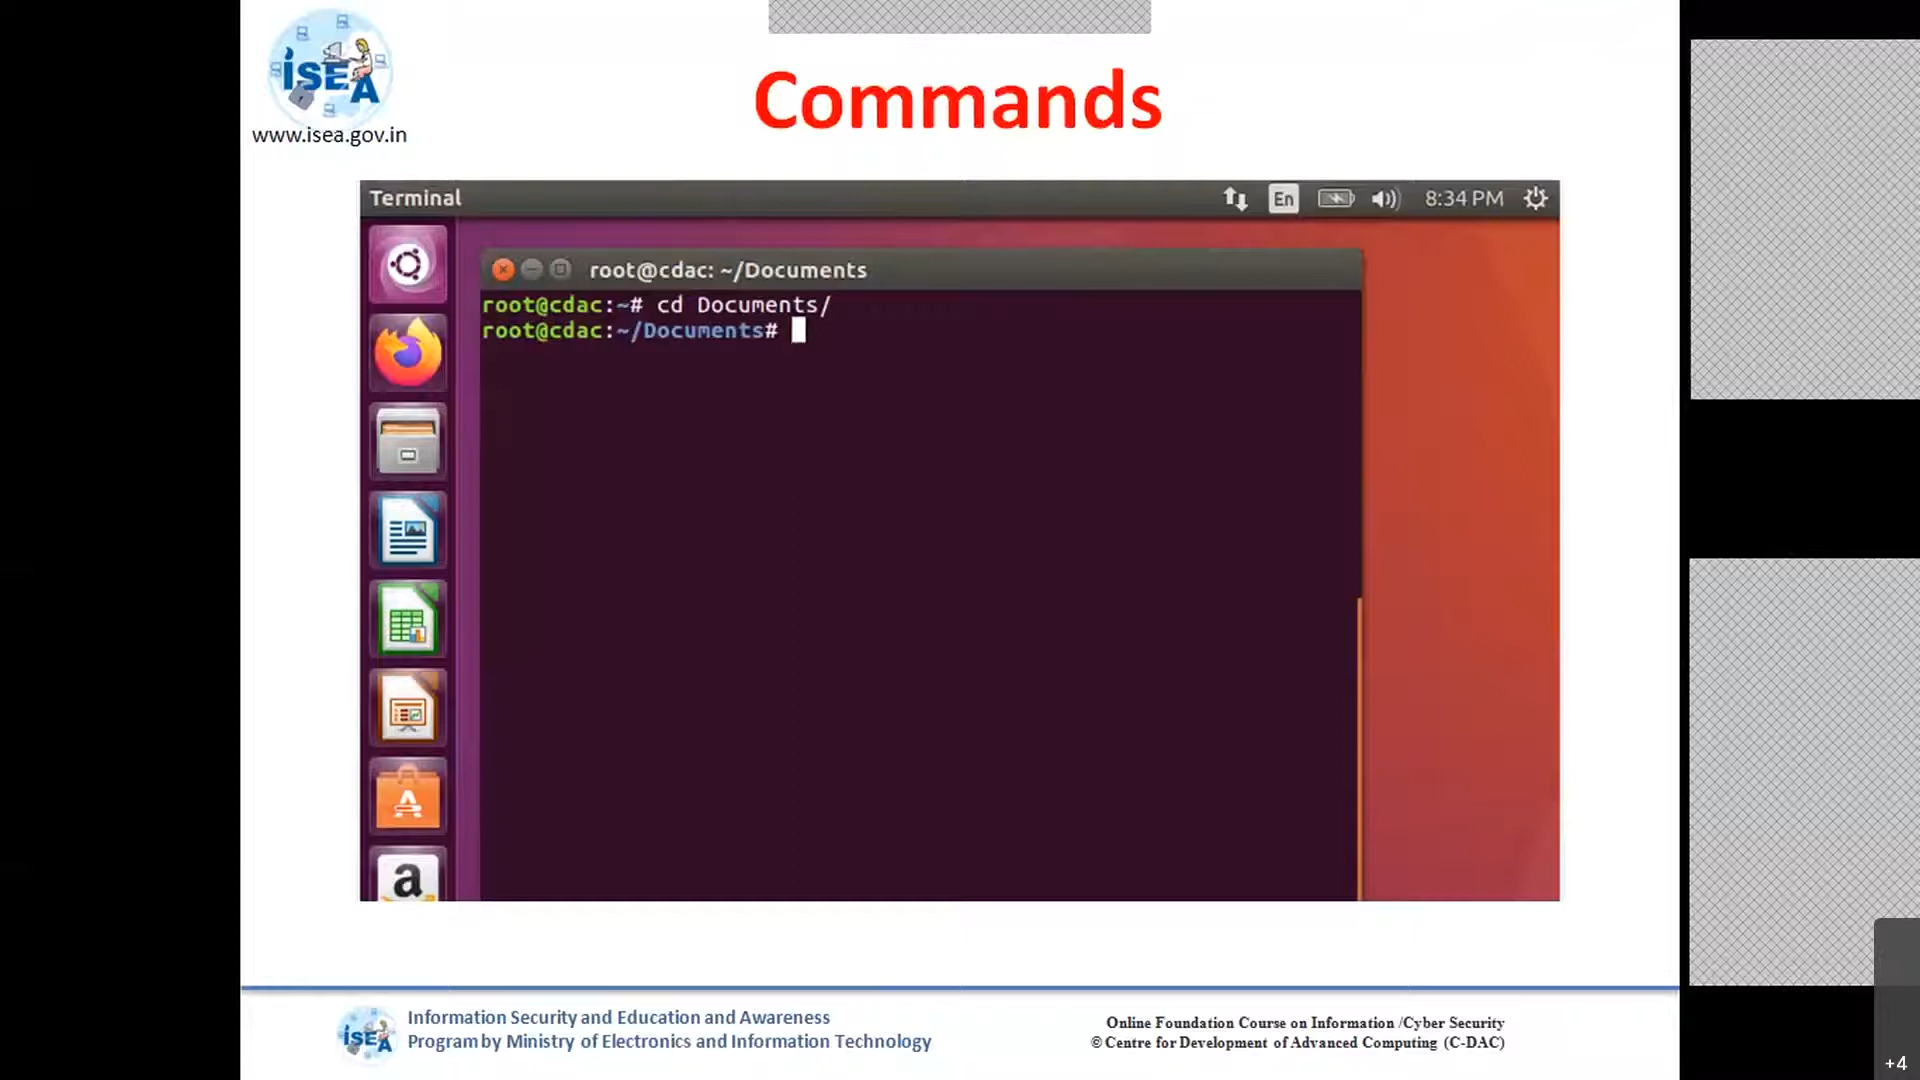 iSEA
www.isea.gov.in
Commands
Terminal
En
8:34 PM
root@cdac: ~/Documents
root@cdac:~# cd Documents/
root@cdac:~/Documents#
A
a
iSEA
Information Security and Education and Awareness
Program by Ministry of Electronics and Information Technology
Online Foundation Course on Information /Cyber Security
© Centre for Development of Advanced Computing (C-DAC)
+4